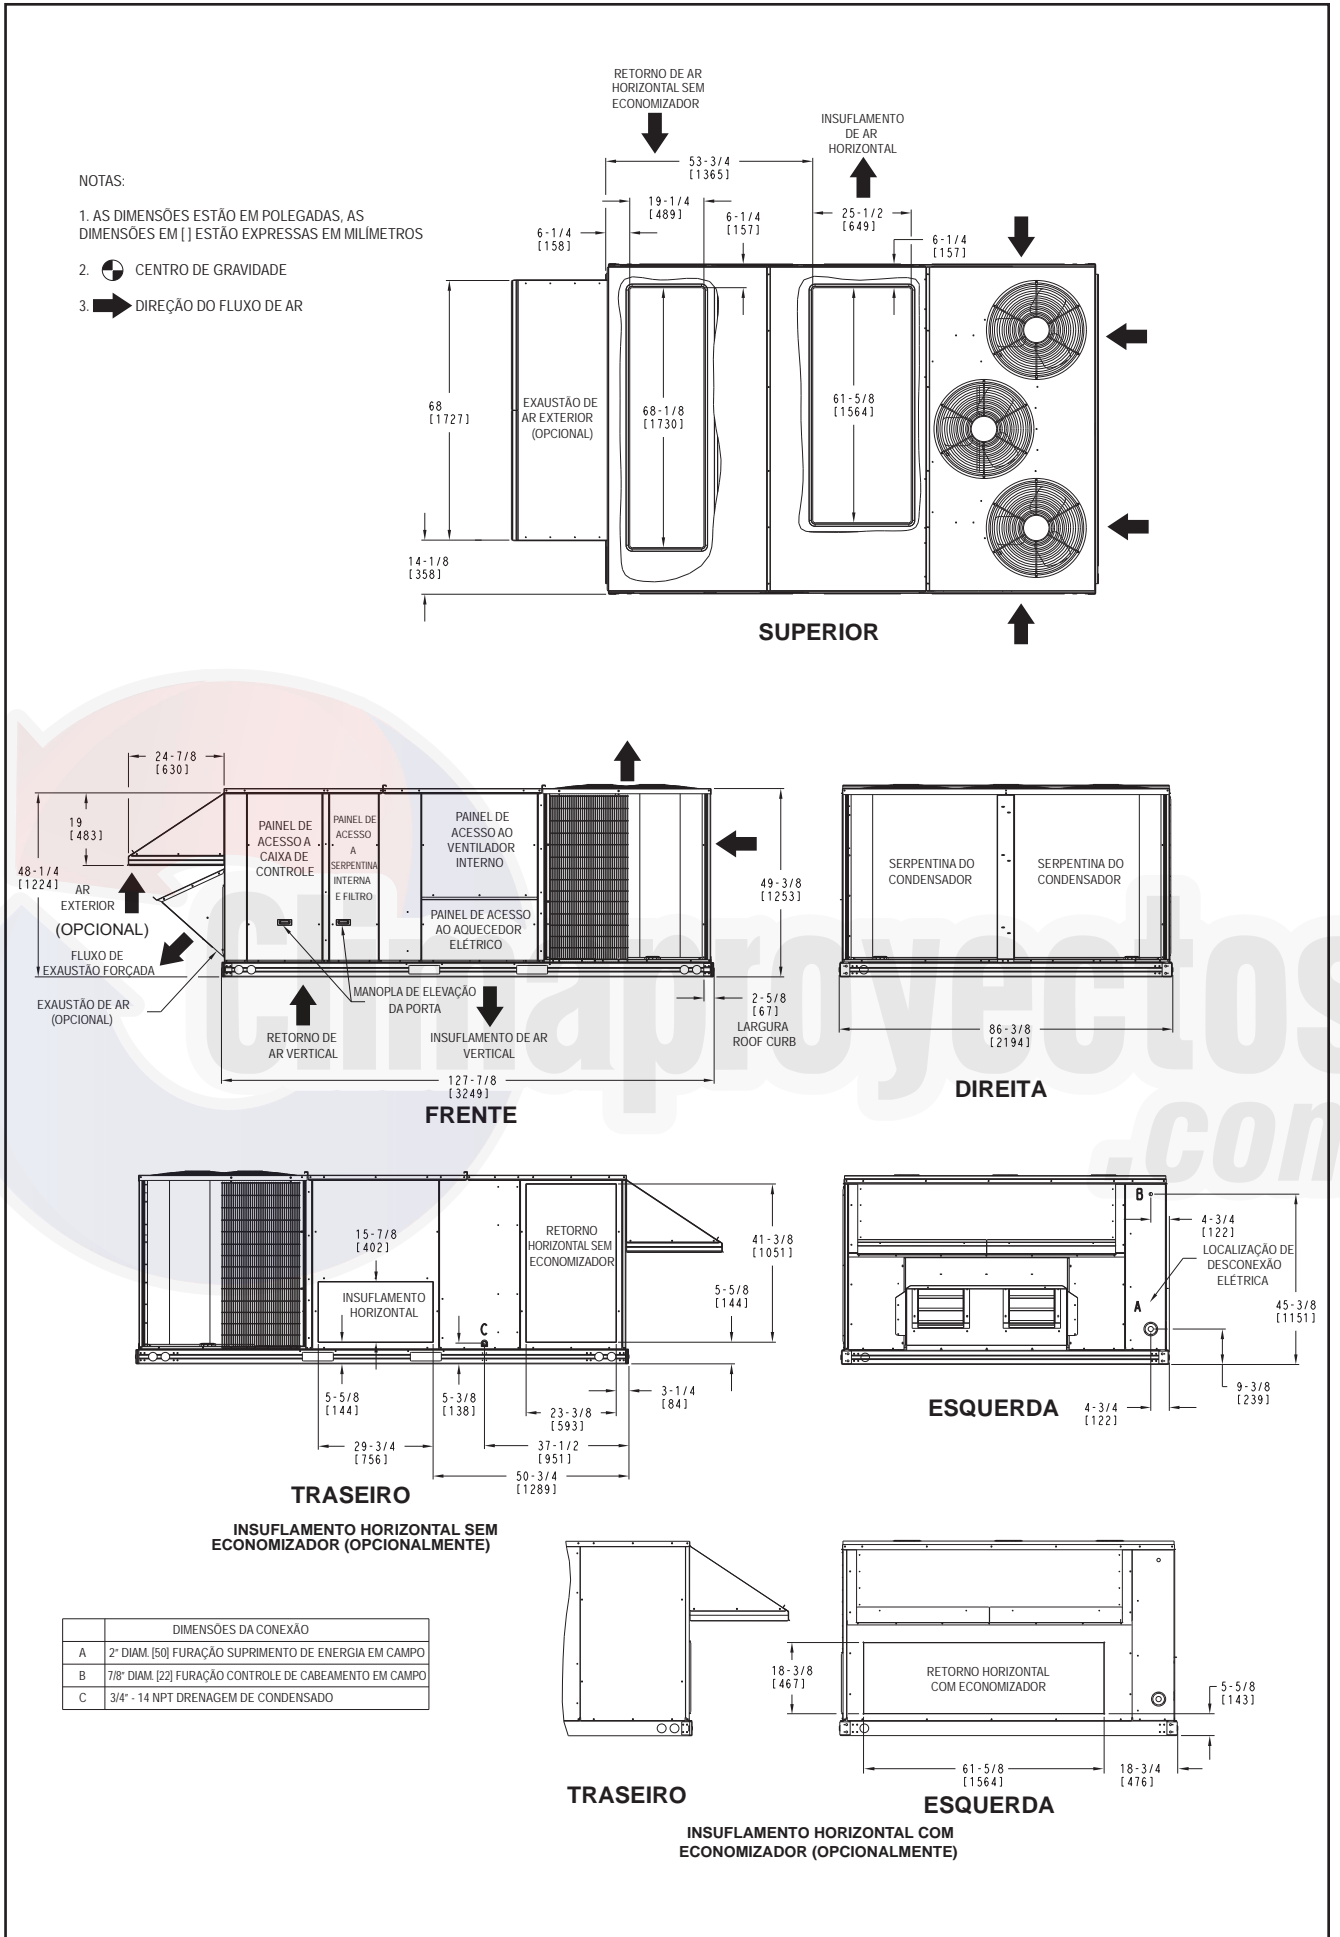 RETORNO DE AR
HORIZONTAL SEM
ECONOMIZADOR
INSUFLAMENTO
DE AR
HORIZONTAL
53-3/4
[1365]
19-1/4
[489]
6-1/4
[157]
25-1/2
[649]
6-1/4
[158]
6-1/4
[157]
NOTAS:
1. AS DIMENSÕES ESTÃO EM POLEGADAS, AS
DIMENSÕES EM [ ] ESTÃO EXPRESSAS EM MILÍMETROS
2. CENTRO DE GRAVIDADE
3. DIREÇÃO DO FLUXO DE AR
68
[1727]
EXAUSTÃO DE
AR EXTERIOR
(OPCIONAL)
68-1/8
[1730]
61-5/8
[1564]
14-1/8
[358]
SUPERIOR
24-7/8
[630]
19
[483]
48-1/4
[1224]
AR
EXTERIOR
(OPCIONAL)
FLUXO DE
EXAUSTÃO FORÇADA
EXAUSTÃO DE AR
(OPCIONAL)
PAINEL DE
ACESSO A
CAIXA DE
CONTROLE
PAINEL DE
ACESSO
A
SERPENTINA
INTERNA
E FILTRO
PAINEL DE
ACESSO AO
VENTILADOR
INTERNO
PAINEL DE ACESSO
AO AQUECEDOR
ELÉTRICO
49-3/8
[1253]
MANOPLA DE ELEVAÇÃO
DA PORTA
RETORNO DE
AR VERTICAL
INSUFLAMENTO DE AR
VERTICAL
2-5/8
[67]
LARGURA
ROOF CURB
127-7/8
[3249]
FRENTE
SERPENTINA DO
CONDENSADOR
SERPENTINA DO
CONDENSADOR
86-3/8
[2194]
DIREITA
Climaproyectos
.com
15-7/8
[402]
INSUFLAMENTO
HORIZONTAL
C
RETORNO
HORIZONTAL SEM
ECONOMIZADOR
41-3/8
[1051]
5-5/8
[144]
5-5/8
[144]
5-3/8
[138]
3-1/4
[84]
23-3/8
[593]
29-3/4
[756]
37-1/2
[951]
50-3/4
[1289]
TRASEIRO
INSUFLAMENTO HORIZONTAL SEM
ECONOMIZADOR (OPCIONALMENTE)
B
4-3/4
[122]
LOCALIZAÇÃO DE
DESCONEXÃO
ELÉTRICA
A
45-3/8
[1151]
9-3/8
[239]
4-3/4
[122]
ESQUERDA
DIMENSÕES DA CONEXÃO
A 2" DIAM. [50] FURAÇÃO SUPRIMENTO DE ENERGIA EM CAMPO
B 7/8" DIAM. [22] FURAÇÃO CONTROLE DE CABEAMENTO EM CAMPO
C 3/4" - 14 NPT DRENAGEM DE CONDENSADO
TRASEIRO
18-3/8
[467]
RETORNO HORIZONTAL
COM ECONOMIZADOR
5-5/8
[143]
61-5/8
[1564]
18-3/4
[476]
ESQUERDA
INSUFLAMENTO HORIZONTAL COM
ECONOMIZADOR (OPCIONALMENTE)